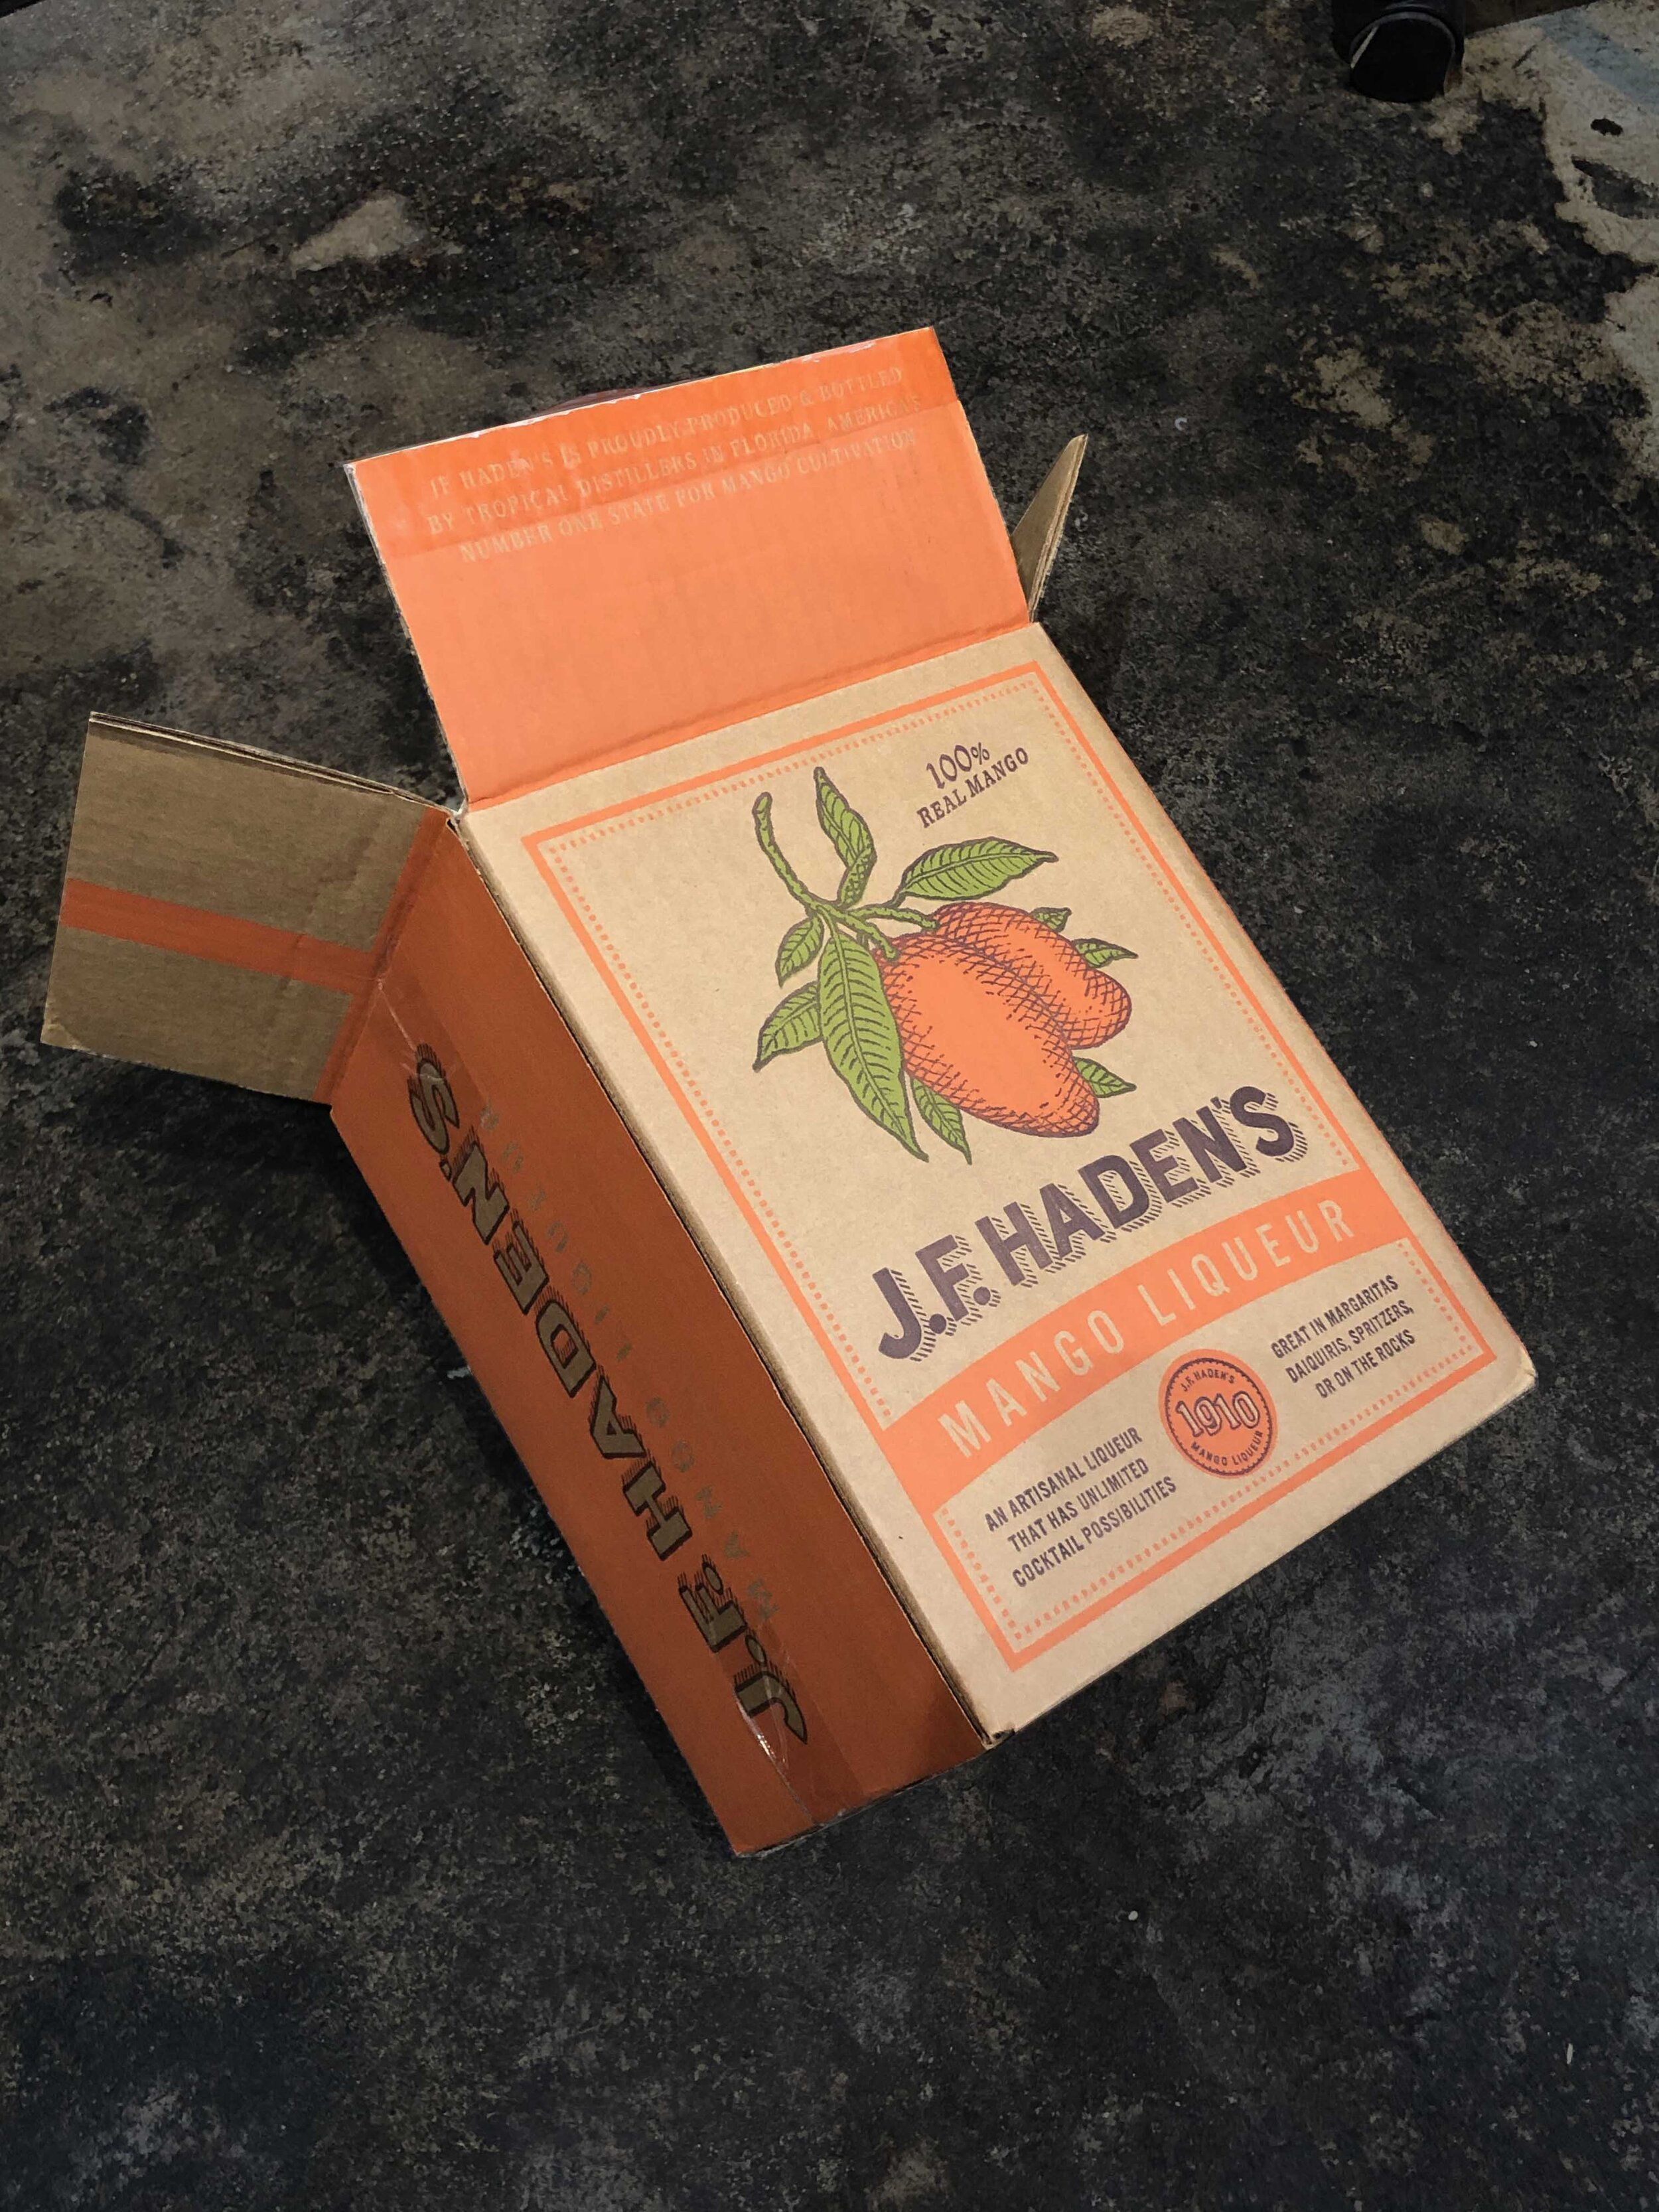 JF HADEN'S IS PROUDLY PRODUCED & BOTTLED
BY TROPICAL DISTILLERS IN FLORIDA, AMERICA'S
NUMBER ONE STATE FOR MANGO CULTIVATION
100%
REAL MANGO
J.F. HADEN'S
MANGO LIQUEUR
AN ARTISANAL LIQUEUR
THAT HAS UNLIMITED
COCKTAIL POSSIBILITIES
J.F. HADEN'S
1910
MANGO LIQUEUR
GREAT IN MARGARITAS
DAIQUIRIS, SPRITZERS,
OR ON THE ROCKS
J.F. HADEN'S
MANGO LIQUEUR